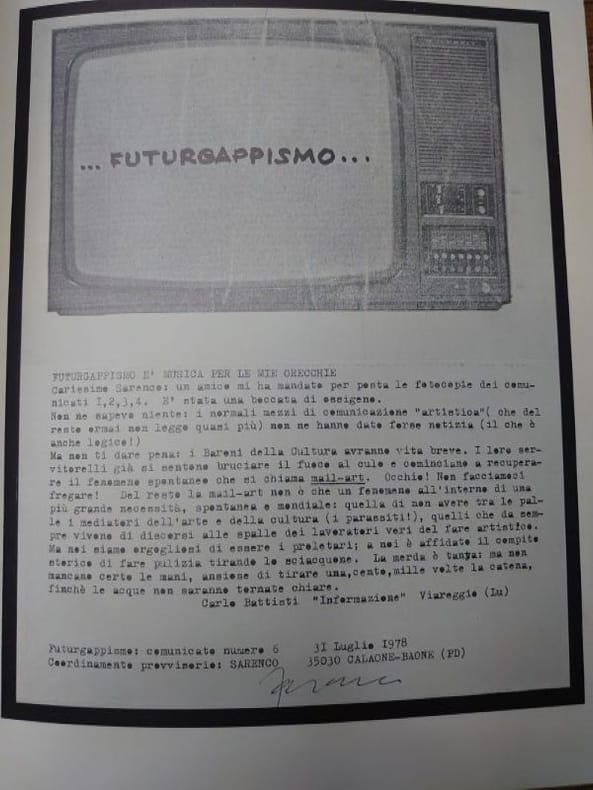 ... FUTURGAPPISMO ...
FUTURGAPPISMO E' MUSICA PER LE MIE ORECCHIE
Carissimo Sarenco: un amico mi ha mandato per posta le fotocopie dei comu-
nicati I,2,3,4. E' stata una boccata di ossigeno.
Non ne sapevo niente: i normali mezzi di comunicazione "artistica"( che del
resto ormai non leggo quasi più) non ne hanno dato forse notizia (il che è
anche logico!)
Ma non ti dare pena: i Baroni della Cultura avranno vita breve. I loro ser-
vitorelli già si sentono bruciare il fuoco al culo e cominciano a recupera-
re il fenomeno spontaneo che si chiama mail-art. Occhio! Non facciamoci
fregare! Del resto la mail-art non è che un fenomeno all'interno di una
più grande necessità, spontanea e mondiale: quella di non avere tra le pal-
le i mediatori dell'arte e della cultura (i parassiti!), quelli che da sem-
pre vivono di discorsi alle spalle dei lavoratori veri del fare artistico.
Ma noi siamo orgogliosi di essere i proletari; a noi è affidato il compito
storico di fare pulizia tirando lo sciacquone. La merda è tanta: ma non
mancano certo le mani, ansiose di tirare una,cento,mille volte la catena,
finchè le acque non saranno tornate chiare.
Carlo Battisti "Informazione" Viareggio (Lu)
Futurgappismo: comunicato numero 6 3I Luglio I978
Coordinamento provvisorio: SARENCO 35030 CALAONE-BAONE (PD)
Sarenco